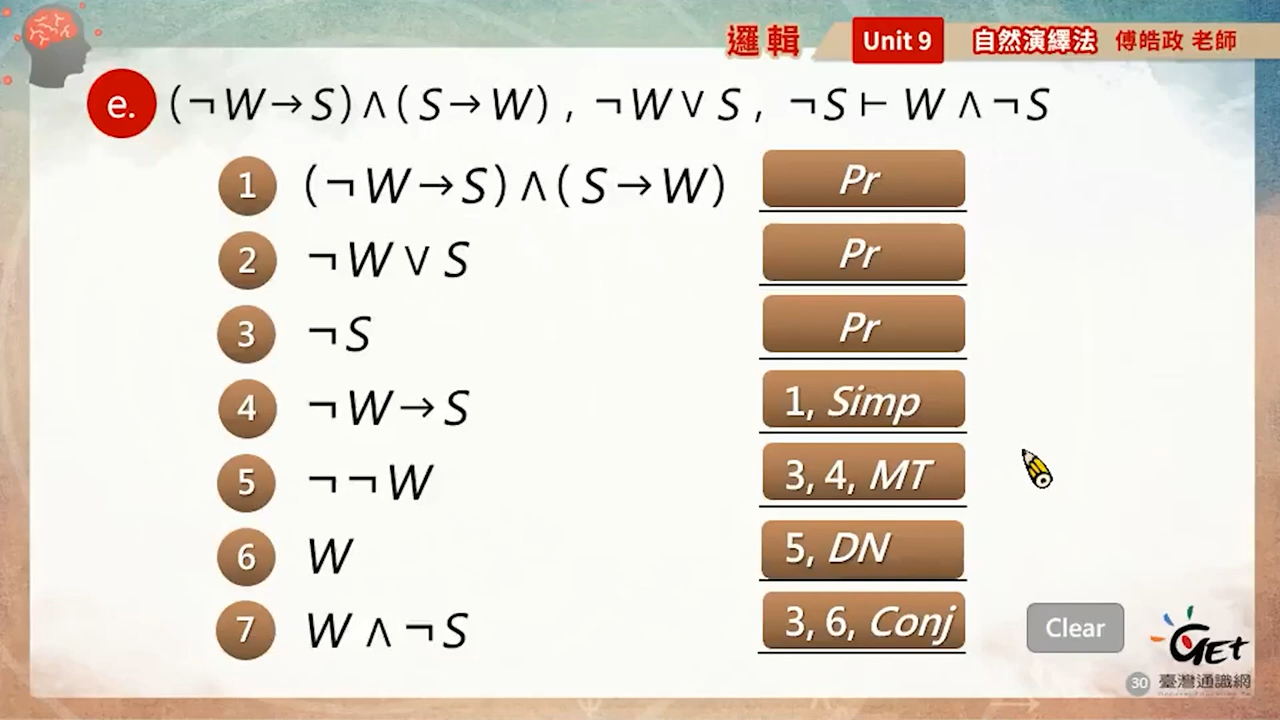 邏輯 Unit 9 自然演繹法 傅皓政 老師
e. (¬W→S)∧(S→W), ¬W∨S, ¬S⊢W∧¬S
1 (¬W→S)∧(S→W) Pr
2 ¬W∨S Pr
3 ¬S Pr
4 ¬W→S 1, Simp
5 ¬¬W 3, 4, MT
6 W 5, DN
7 W∧¬S 3, 6, Conj
Clear
GET
30 臺灣通識網